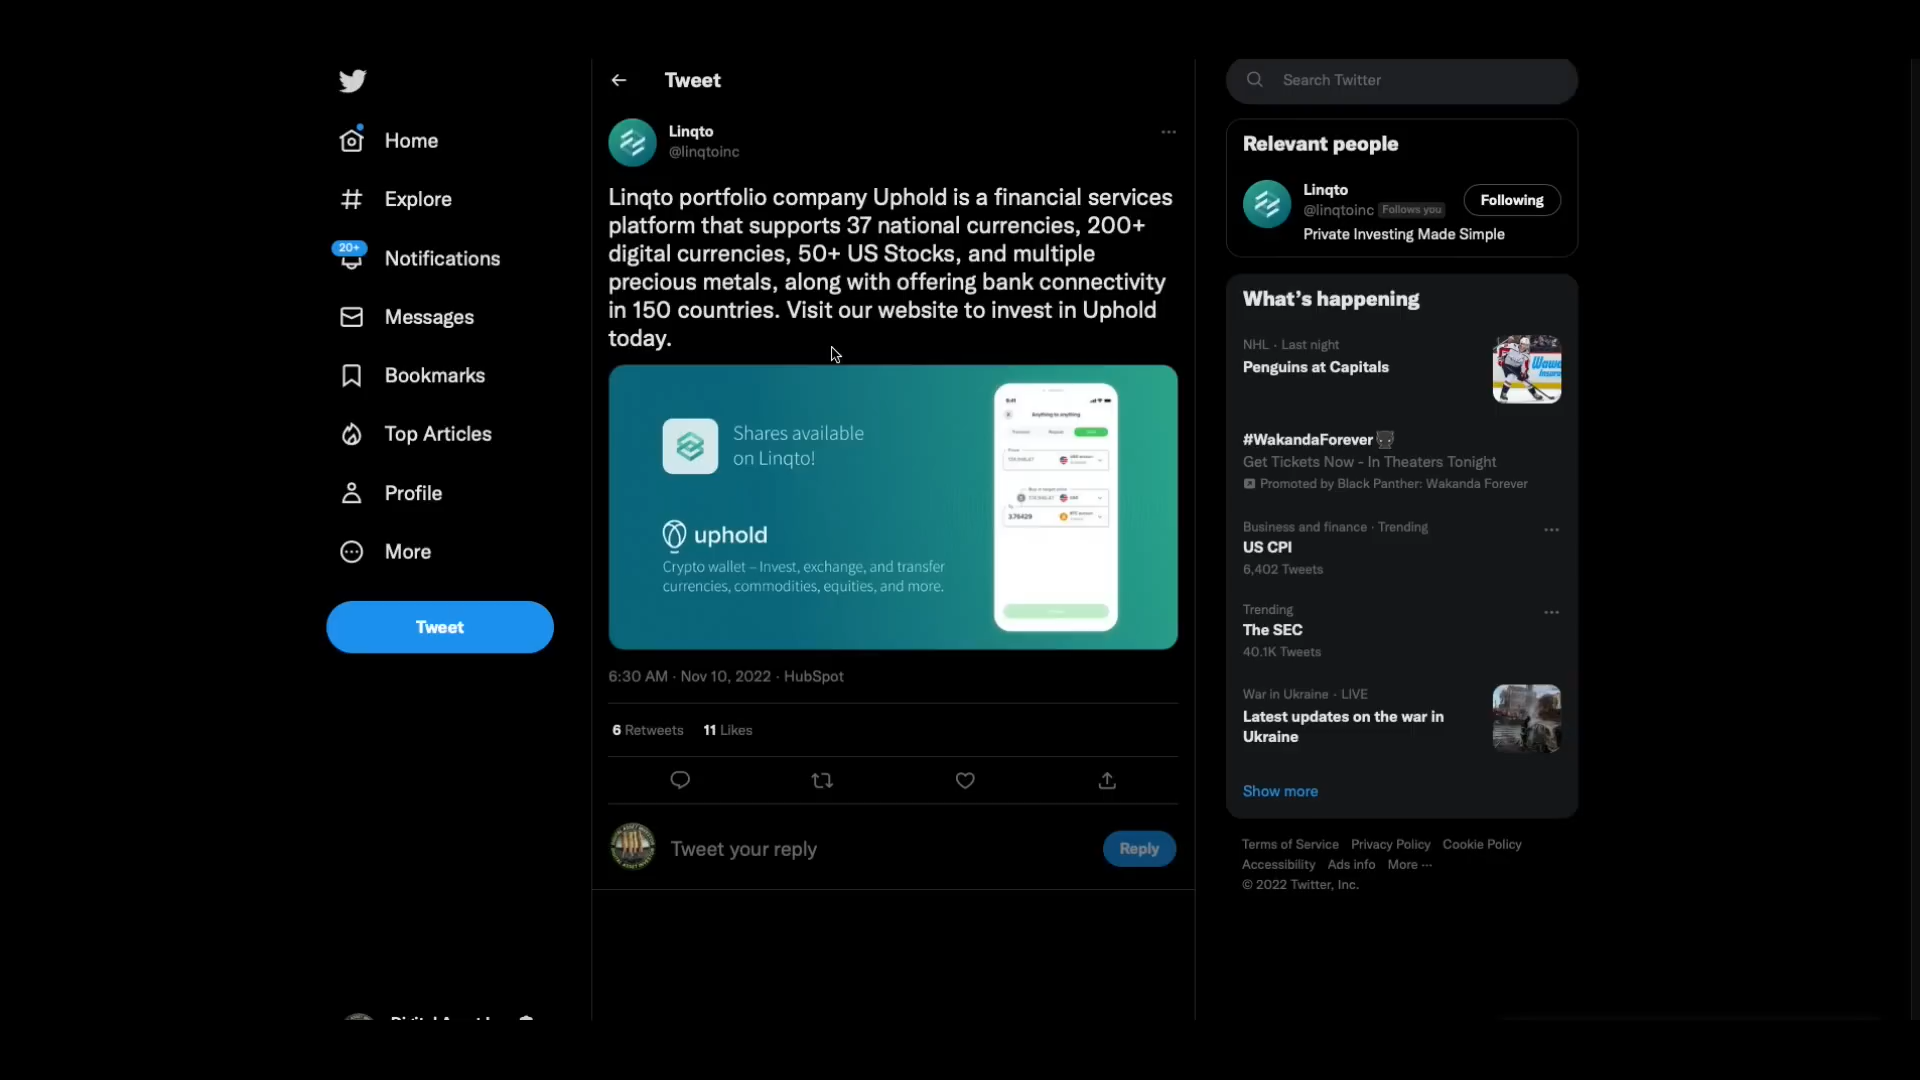 Home
Explore
20+
Notifications
Messages
Bookmarks
Top Articles
Profile
More
Tweet
Tweet
Linqto
@linqtoinc
Linqto portfolio company Uphold is a financial services
platform that supports 37 national currencies, 200+
digital currencies, 50+ US Stocks, and multiple
precious metals, along with offering bank connectivity
in 150 countries. Visit our website to invest in Uphold
today.
Shares available
on Linqto!
uphold
Crypto wallet – Invest, exchange, and transfer
currencies, commodities, equities, and more.
9:41
Anything to anything
3.76429
6:30 AM · Nov 10, 2022 · HubSpot
6 Retweets 11 Likes
Tweet your reply
Reply
Search Twitter
Relevant people
Linqto
@linqtoinc Follows you
Following
Private Investing Made Simple
What's happening
NHL · Last night
Penguins at Capitals
#WakandaForever
Get Tickets Now - In Theaters Tonight
Promoted by Black Panther: Wakanda Forever
Business and finance · Trending
US CPI
6,402 Tweets
Trending
The SEC
40.1K Tweets
War in Ukraine · LIVE
Latest updates on the war in
Ukraine
Show more
Terms of Service Privacy Policy Cookie Policy
Accessibility Ads info More ···
© 2022 Twitter, Inc.